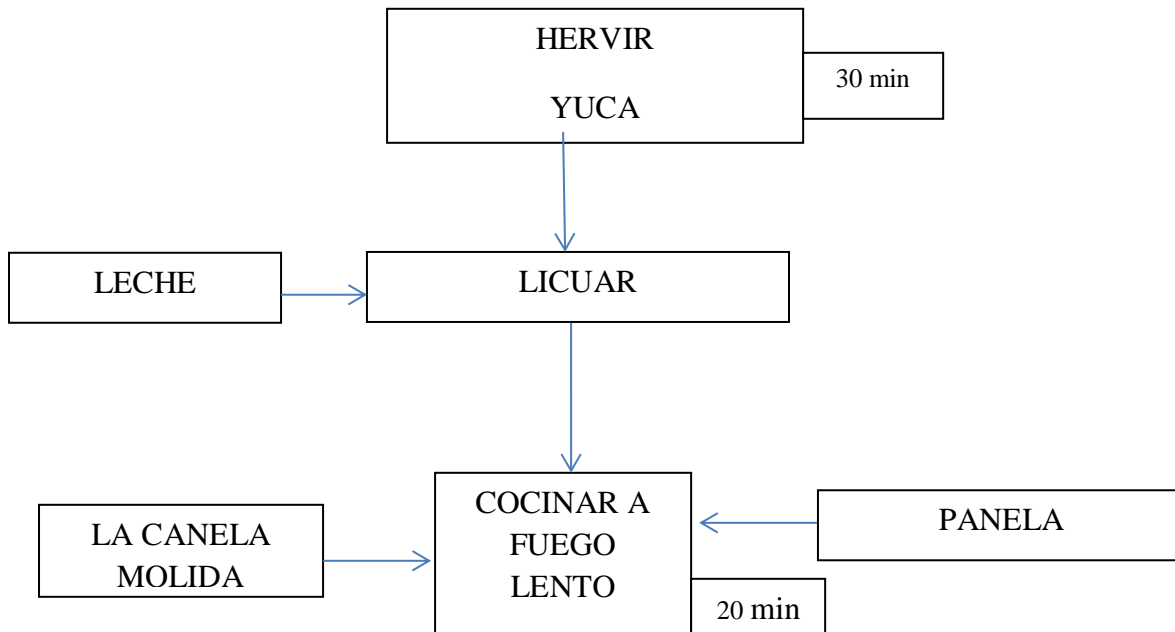 HERVIR
YUCA
30 min
LECHE
LICUAR
LA CANELA
MOLIDA
COCINAR A
FUEGO
LENTO
PANELA
20 min